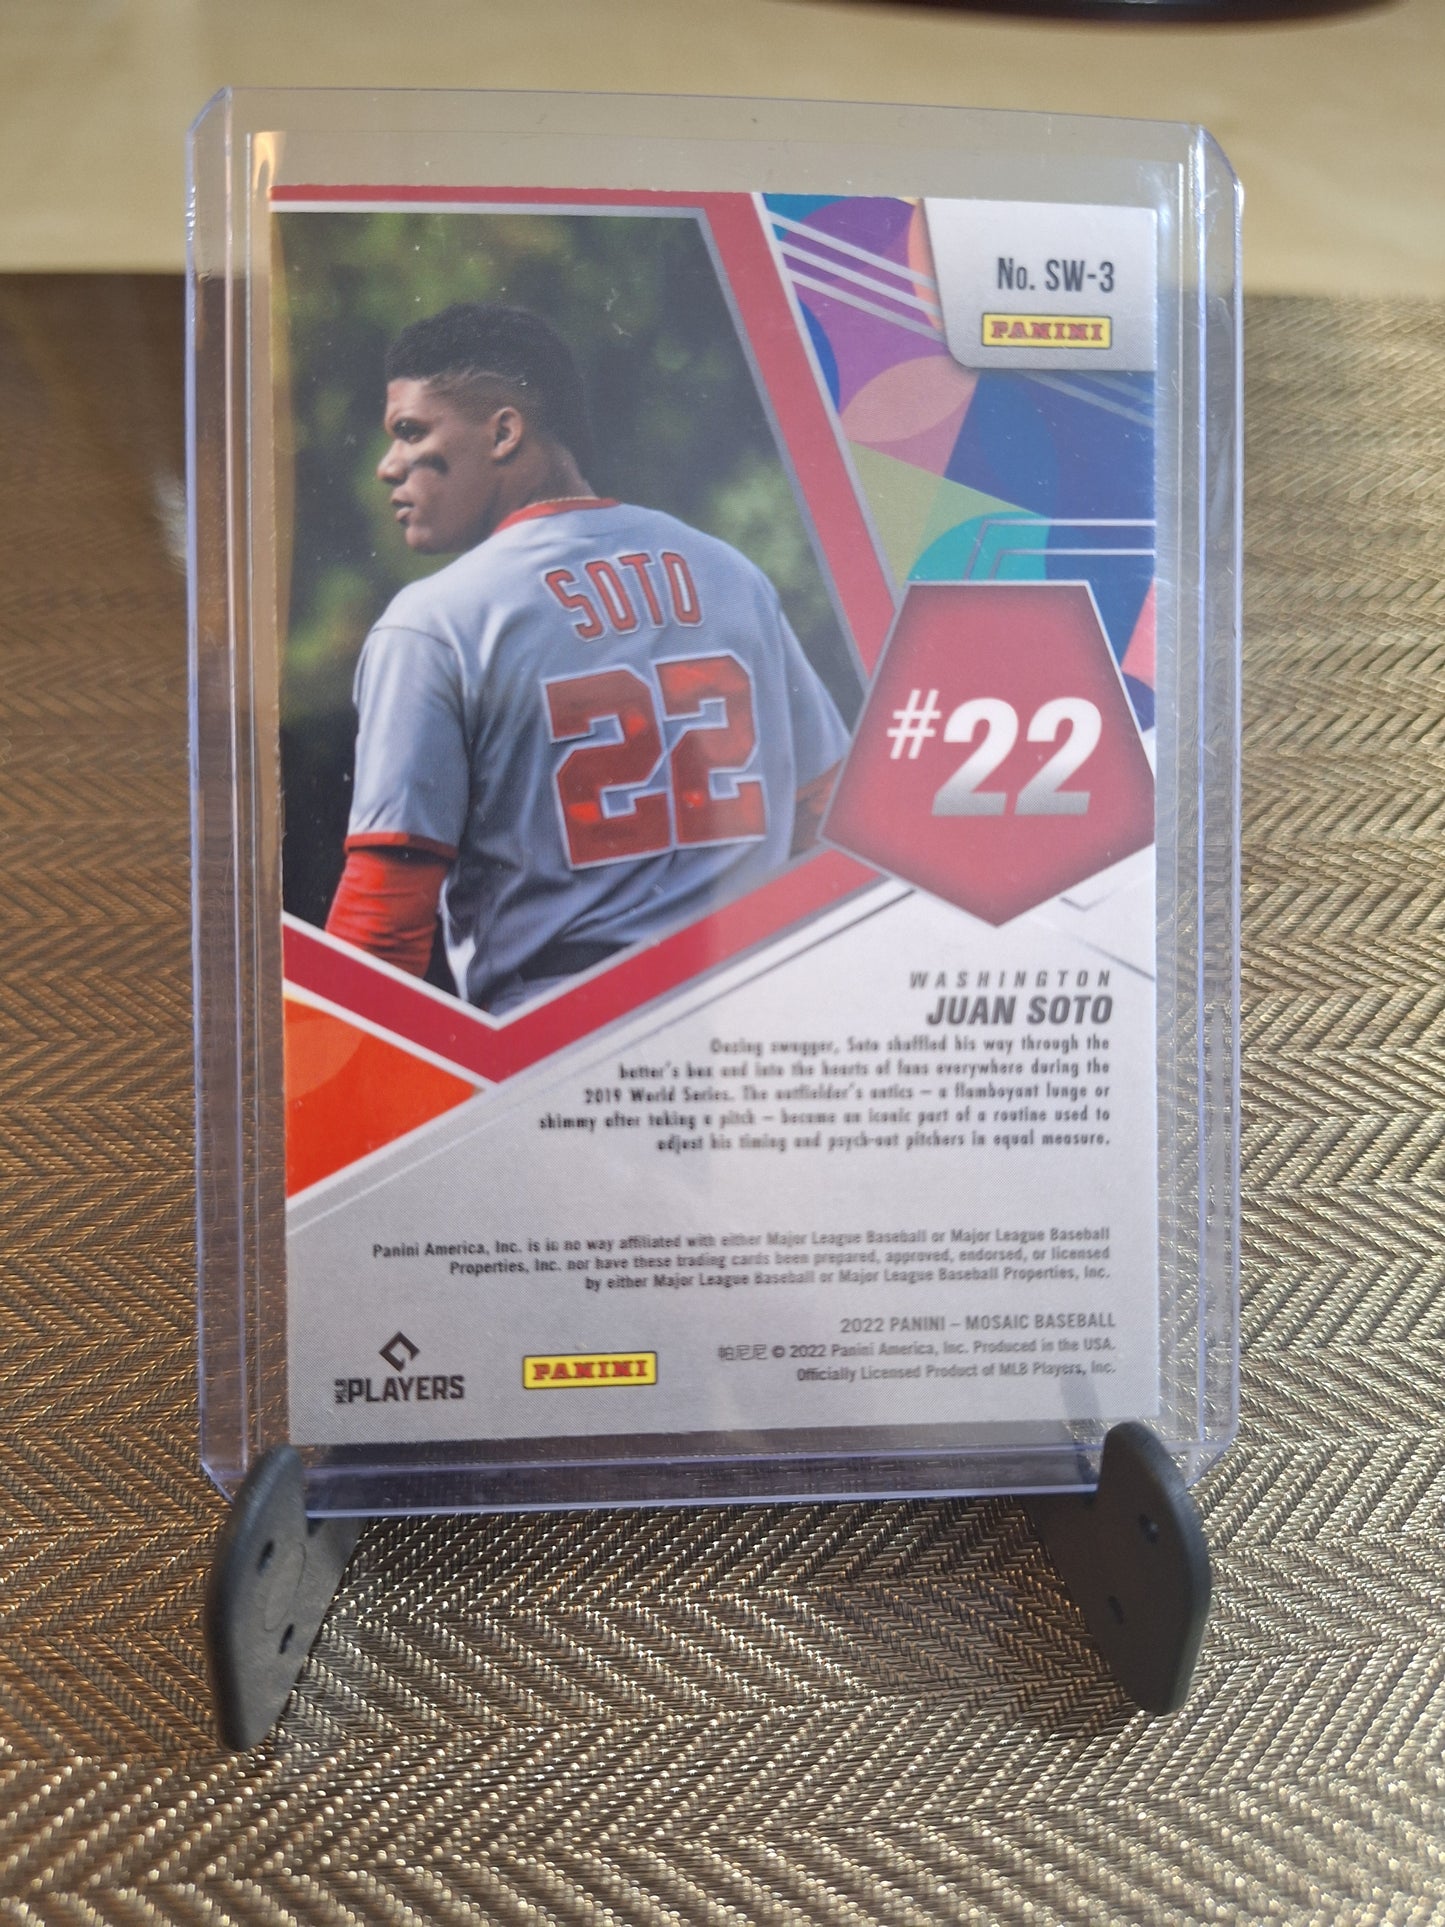 No. SW-3
PANINI
SOTO
22
#22
WASHINGTON
JUAN SOTO
Oozing swagger, Soto shuffled his way through the
batter's box and into the hearts of fans everywhere during the
2019 World Series. The outfielder's antics – a flamboyant lunge or
shimmy after taking a pitch – became an iconic part of a routine used to
adjust his timing and psych-out pitchers in equal measure.
Panini America, Inc. is in no way affiliated with either Major League Baseball or Major League Baseball
Properties, Inc. nor have these trading cards been prepared, approved, endorsed, or licensed
by either Major League Baseball or Major League Baseball Properties, Inc.
2022 PANINI – MOSAIC BASEBALL
帕尼尼 © 2022 Panini America, Inc. Produced in the USA.
Officially Licensed Product of MLB Players, Inc.
MLB PLAYERS
PANINI